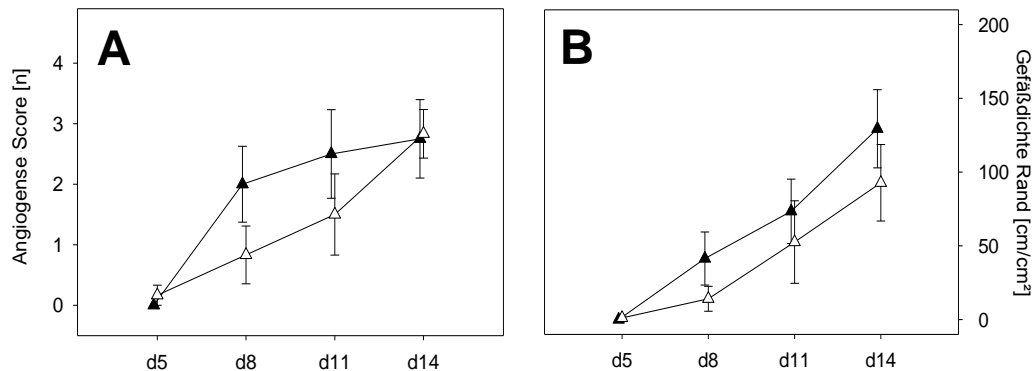 A
Angiogense Score [n]
4
3
2
1
0
d5 d8 d11 d14
B
200
150
100
50
0
Gefäßdichte Rand [cm/cm²]
d5 d8 d11 d14